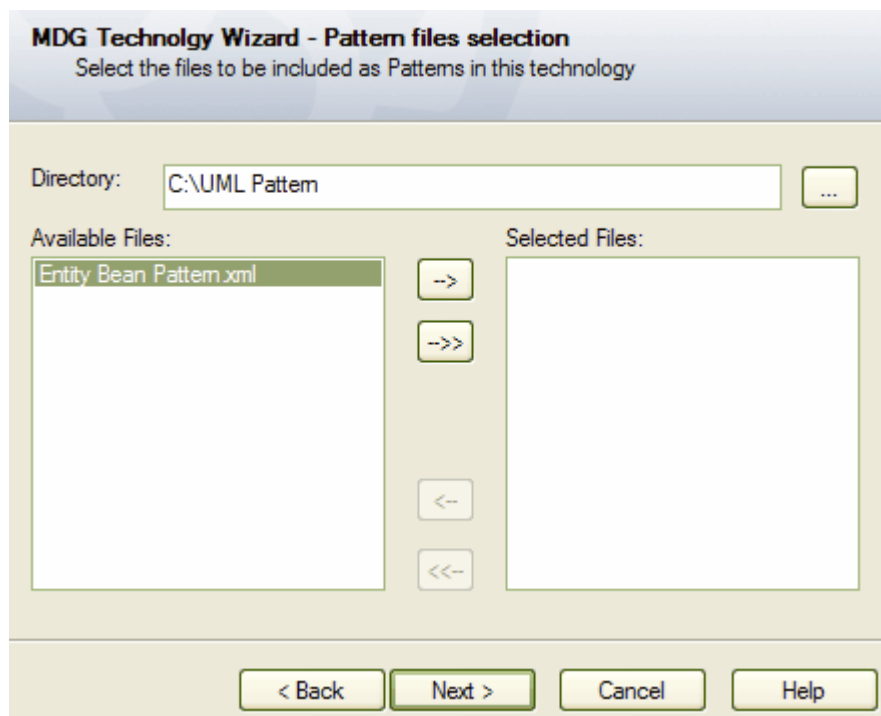 MDG Technolgy Wizard - Pattern files selection
Select the files to be included as Patterns in this technology
Directory:
C:\UML Pattern
...
Available Files:
Selected Files:
Entity Bean Pattern.xml
-->
-->>
<--
<<--
< Back
Next >
Cancel
Help